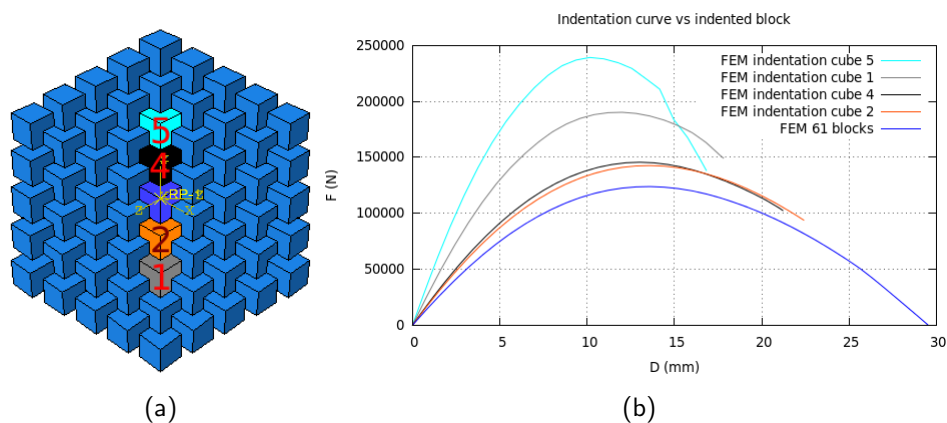 5
4
RP-1
Z
X
2
1
(a)
Indentation curve vs indented block
F (N)
250000
200000
150000
100000
50000
0
0 5 10 15 20 25 30
D (mm)
FEM indentation cube 5
FEM indentation cube 1
FEM indentation cube 4
FEM indentation cube 2
FEM 61 blocks
(b)